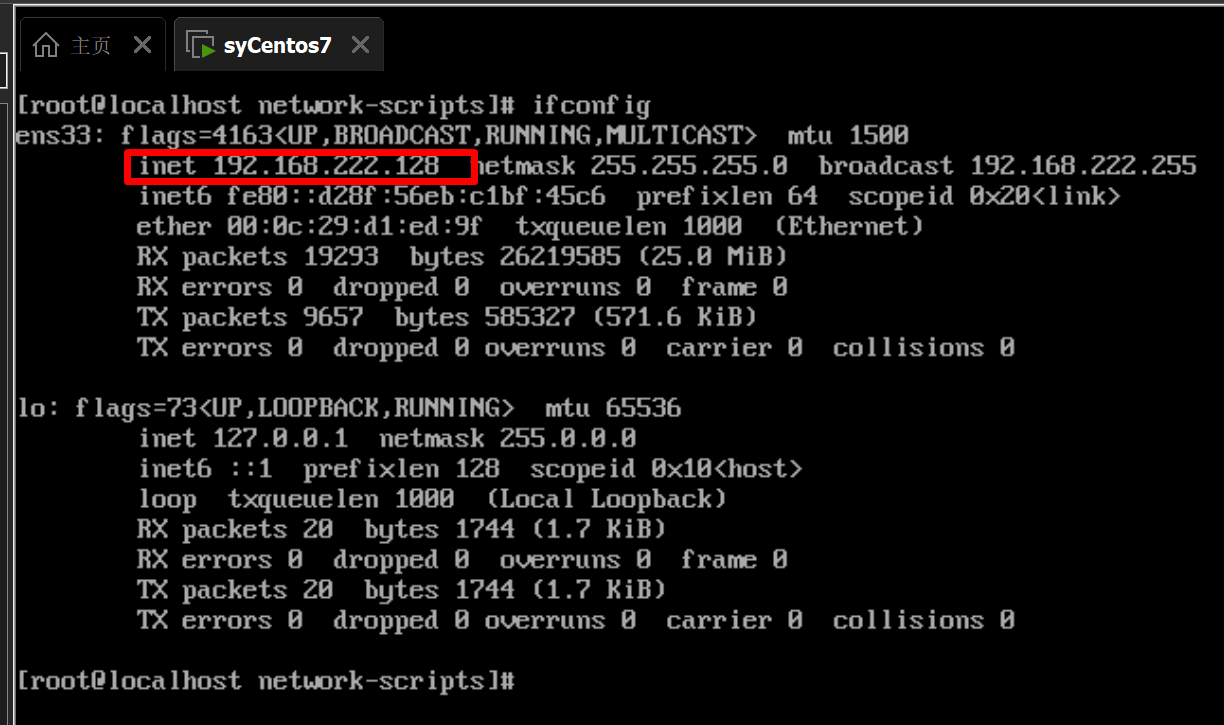 主页
syCentos7
[root@localhost network-scripts]# ifconfig
ens33: flags=4163<UP,BROADCAST,RUNNING,MULTICAST>  mtu 1500
        inet 192.168.222.128  netmask 255.255.255.0  broadcast 192.168.222.255
        inet6 fe80::d28f:56eb:c1bf:45c6  prefixlen 64  scopeid 0x20<link>
        ether 00:0c:29:d1:ed:9f  txqueuelen 1000  (Ethernet)
        RX packets 19293  bytes 26219585 (25.0 MiB)
        RX errors 0  dropped 0  overruns 0  frame 0
        TX packets 9657  bytes 585327 (571.6 KiB)
        TX errors 0  dropped 0 overruns 0  carrier 0  collisions 0
lo: flags=73<UP,LOOPBACK,RUNNING>  mtu 65536
        inet 127.0.0.1  netmask 255.0.0.0
        inet6 ::1  prefixlen 128  scopeid 0x10<host>
        loop  txqueuelen 1000  (Local Loopback)
        RX packets 20  bytes 1744 (1.7 KiB)
        RX errors 0  dropped 0  overruns 0  frame 0
        TX packets 20  bytes 1744 (1.7 KiB)
        TX errors 0  dropped 0 overruns 0  carrier 0  collisions 0
[root@localhost network-scripts]#